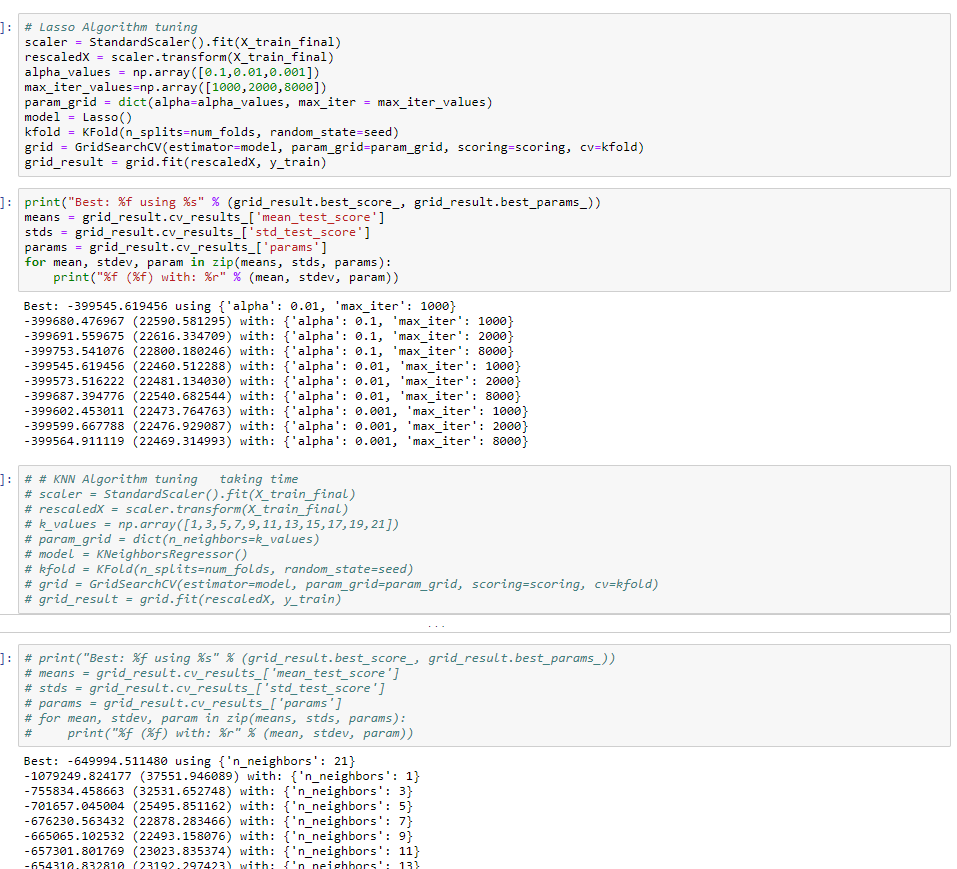 ]: # Lasso Algorithm tuning
scaler = StandardScaler().fit(X_train_final)
rescaledX = scaler.transform(X_train_final)
alpha_values = np.array([0.1,0.01,0.001])
max_iter_values=np.array([1000,2000,8000])
param_grid = dict(alpha=alpha_values, max_iter = max_iter_values)
model = Lasso()
kfold = KFold(n_splits=num_folds, random_state=seed)
grid = GridSearchCV(estimator=model, param_grid=param_grid, scoring=scoring, cv=kfold)
grid_result = grid.fit(rescaledX, y_train)
]: print("Best: %f using %s" % (grid_result.best_score_, grid_result.best_params_))
means = grid_result.cv_results_['mean_test_score']
stds = grid_result.cv_results_['std_test_score']
params = grid_result.cv_results_['params']
for mean, stdev, param in zip(means, stds, params):
    print("%f (%f) with: %r" % (mean, stdev, param))
Best: -399545.619456 using {'alpha': 0.01, 'max_iter': 1000}
-399680.476967 (22590.581295) with: {'alpha': 0.1, 'max_iter': 1000}
-399691.559675 (22616.334709) with: {'alpha': 0.1, 'max_iter': 2000}
-399753.541076 (22800.180246) with: {'alpha': 0.1, 'max_iter': 8000}
-399545.619456 (22460.512288) with: {'alpha': 0.01, 'max_iter': 1000}
-399573.516222 (22481.134030) with: {'alpha': 0.01, 'max_iter': 2000}
-399687.394776 (22540.682544) with: {'alpha': 0.01, 'max_iter': 8000}
-399602.453011 (22473.764763) with: {'alpha': 0.001, 'max_iter': 1000}
-399599.667788 (22476.929087) with: {'alpha': 0.001, 'max_iter': 2000}
-399564.911119 (22469.314993) with: {'alpha': 0.001, 'max_iter': 8000}
]: # # KNN Algorithm tuning   taking time
# scaler = StandardScaler().fit(X_train_final)
# rescaledX = scaler.transform(X_train_final)
# k_values = np.array([1,3,5,7,9,11,13,15,17,19,21])
# param_grid = dict(n_neighbors=k_values)
# model = KNeighborsRegressor()
# kfold = KFold(n_splits=num_folds, random_state=seed)
# grid = GridSearchCV(estimator=model, param_grid=param_grid, scoring=scoring, cv=kfold)
# grid_result = grid.fit(rescaledX, y_train)
...
]: # print("Best: %f using %s" % (grid_result.best_score_, grid_result.best_params_))
# means = grid_result.cv_results_['mean_test_score']
# stds = grid_result.cv_results_['std_test_score']
# params = grid_result.cv_results_['params']
# for mean, stdev, param in zip(means, stds, params):
#     print("%f (%f) with: %r" % (mean, stdev, param))
Best: -649994.511480 using {'n_neighbors': 21}
-1079249.824177 (37551.946089) with: {'n_neighbors': 1}
-755834.458663 (32531.652748) with: {'n_neighbors': 3}
-701657.045004 (25495.851162) with: {'n_neighbors': 5}
-676230.563432 (22878.283466) with: {'n_neighbors': 7}
-665065.102532 (22493.158076) with: {'n_neighbors': 9}
-657301.801769 (23023.835374) with: {'n_neighbors': 11}
-654310.832810 (23192.297423) with: {'n_neighbors': 13}